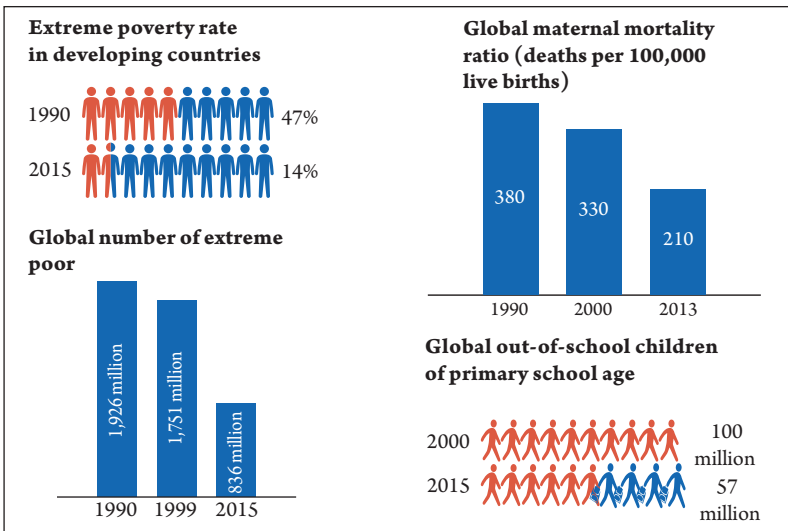 Extreme poverty rate
in developing countries
1990
47%
2015
14%
Global number of extreme
poor
1,926 million
1,751 million
836 million
1990 1999 2015
Global maternal mortality
ratio (deaths per 100,000
live births)
380
330
210
1990 2000 2013
Global out-of-school children
of primary school age
2000
100
million
2015
57
million